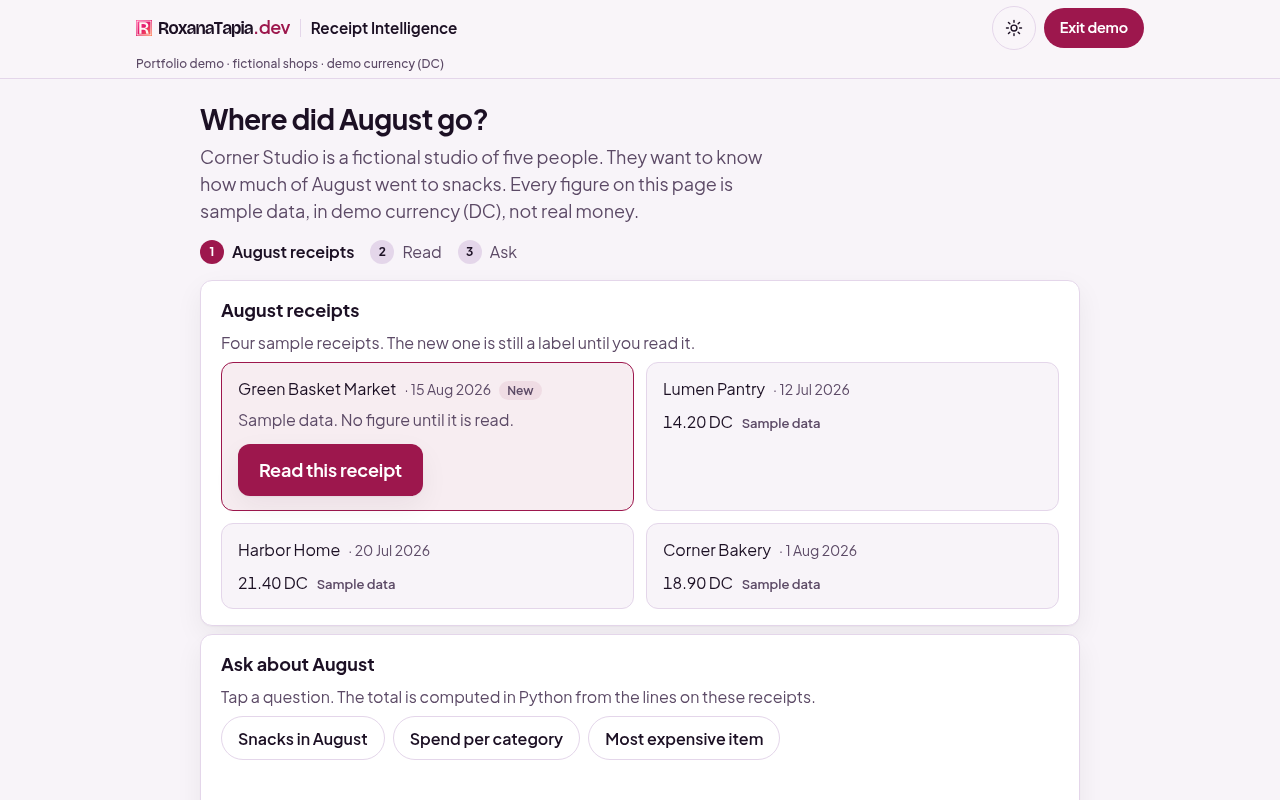 RoxanaTapia.dev
Receipt Intelligence
Exit demo
Portfolio demo · fictional shops · demo currency (DC)
Where did August go?
Corner Studio is a fictional studio of five people. They want to know
how much of August went to snacks. Every figure on this page is
sample data, in demo currency (DC), not real money.
1 August receipts 2 Read 3 Ask
August receipts
Four sample receipts. The new one is still a label until you read it.
Green Basket Market · 15 Aug 2026 New
Sample data. No figure until it is read.
Read this receipt
Lumen Pantry · 12 Jul 2026
14.20 DC Sample data
Harbor Home · 20 Jul 2026
21.40 DC Sample data
Corner Bakery · 1 Aug 2026
18.90 DC Sample data
Ask about August
Tap a question. The total is computed in Python from the lines on these receipts.
Snacks in August
Spend per category
Most expensive item